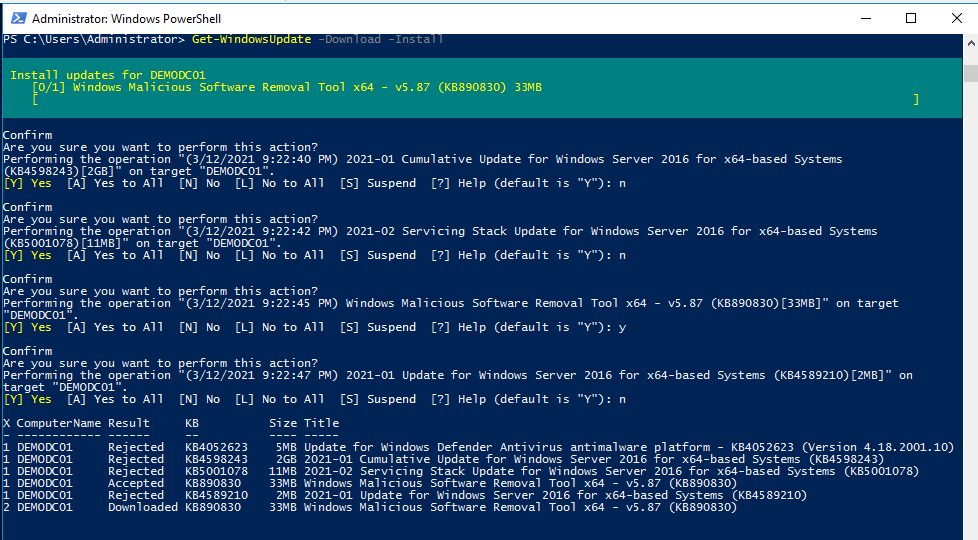 Administrator: Windows PowerShell
PS C:\Users\Administrator> Get-WindowsUpdate -Download -Install
Install updates for DEMODC01
[0/1] Windows Malicious Software Removal Tool x64 - v5.87 (KB890830) 33MB
[ ]
Confirm
Are you sure you want to perform this action?
Performing the operation "(3/12/2021 9:22:40 PM) 2021-01 Cumulative Update for Windows Server 2016 for x64-based Systems
(KB4598243)[2GB]" on target "DEMODC01".
[Y] Yes  [A] Yes to All  [N] No  [L] No to All  [S] Suspend  [?] Help (default is "Y"): n
Confirm
Are you sure you want to perform this action?
Performing the operation "(3/12/2021 9:22:42 PM) 2021-02 Servicing Stack Update for Windows Server 2016 for x64-based Systems
(KB5001078)[11MB]" on target "DEMODC01".
[Y] Yes  [A] Yes to All  [N] No  [L] No to All  [S] Suspend  [?] Help (default is "Y"): n
Confirm
Are you sure you want to perform this action?
Performing the operation "(3/12/2021 9:22:45 PM) Windows Malicious Software Removal Tool x64 - v5.87 (KB890830)[33MB]" on target
"DEMODC01".
[Y] Yes  [A] Yes to All  [N] No  [L] No to All  [S] Suspend  [?] Help (default is "Y"): y
Confirm
Are you sure you want to perform this action?
Performing the operation "(3/12/2021 9:22:47 PM) 2021-01 Update for Windows Server 2016 for x64-based Systems (KB4589210)[2MB]" on
target "DEMODC01".
[Y] Yes  [A] Yes to All  [N] No  [L] No to All  [S] Suspend  [?] Help (default is "Y"): n
X ComputerName Result     KB          Size Title
- ------------ ------     --          ---- -----
1 DEMODC01     Rejected   KB4052623    5MB Update for Windows Defender Antivirus antimalware platform - KB4052623 (Version 4.18.2001.10)
1 DEMODC01     Rejected   KB4598243    2GB 2021-01 Cumulative Update for Windows Server 2016 for x64-based Systems (KB4598243)
1 DEMODC01     Rejected   KB5001078   11MB 2021-02 Servicing Stack Update for Windows Server 2016 for x64-based Systems (KB5001078)
1 DEMODC01     Accepted   KB890830    33MB Windows Malicious Software Removal Tool x64 - v5.87 (KB890830)
1 DEMODC01     Rejected   KB4589210    2MB 2021-01 Update for Windows Server 2016 for x64-based Systems (KB4589210)
2 DEMODC01     Downloaded KB890830    33MB Windows Malicious Software Removal Tool x64 - v5.87 (KB890830)